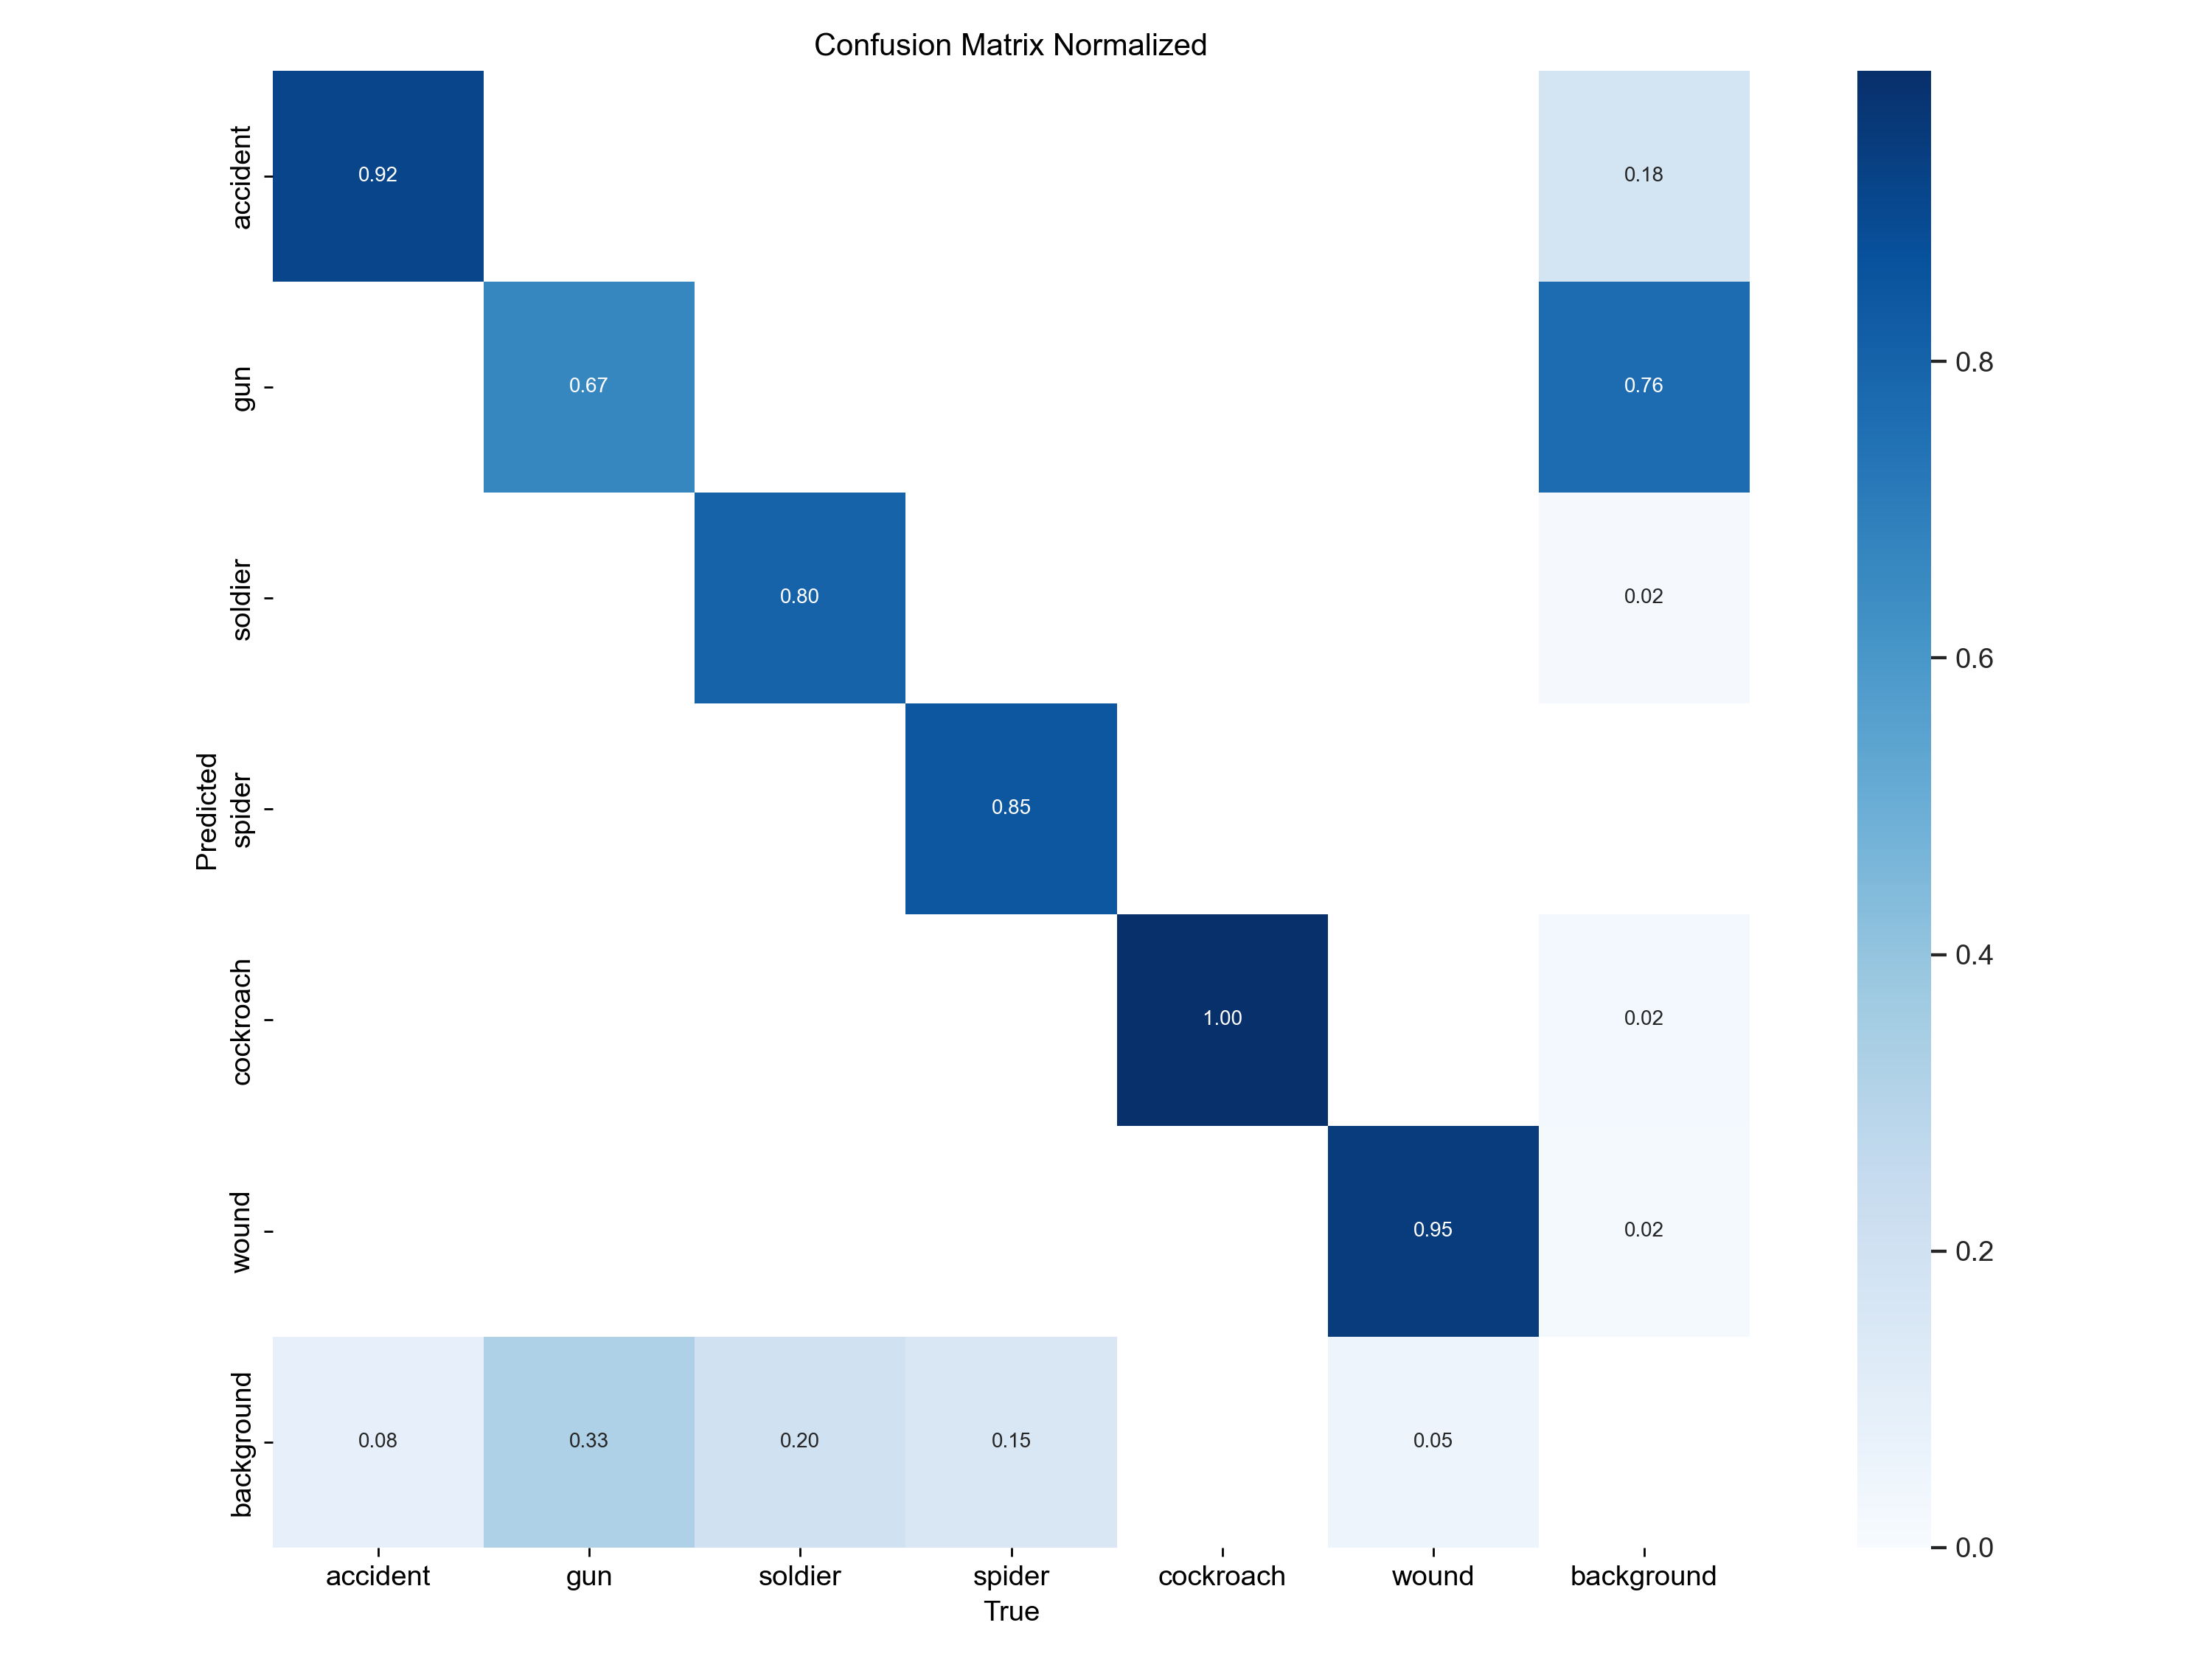 Confusion Matrix Normalized
accident
0.92
0.18
gun
0.67
0.76
0.8
soldier
0.80
0.02
0.6
Predicted
spider
0.85
0.4
cockroach
1.00
0.02
wound
0.95
0.02
0.2
background
0.08
0.33
0.20
0.15
0.05
0.0
accident gun soldier spider cockroach wound background
True